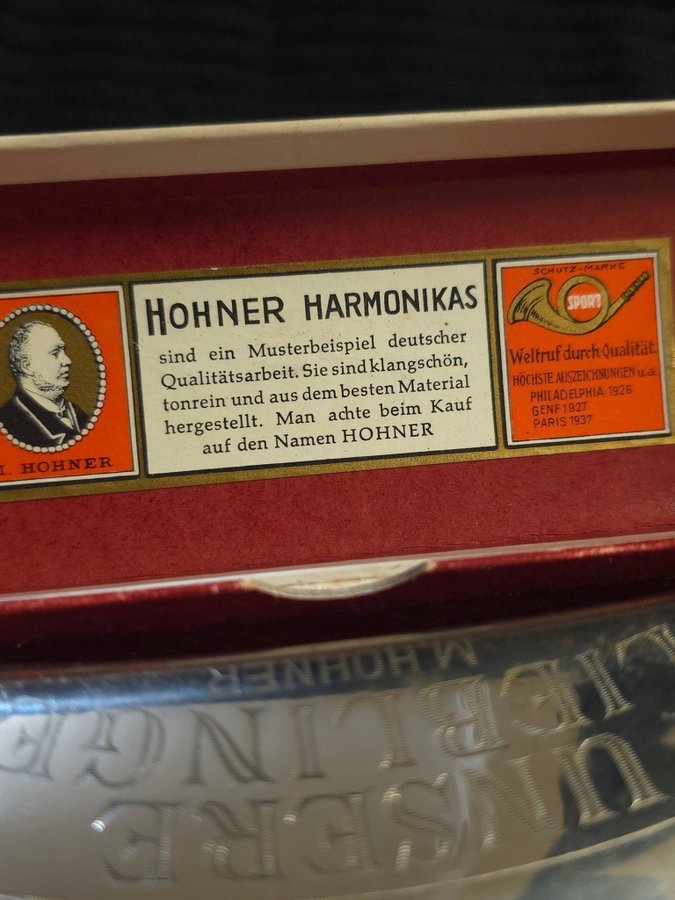 M. HOHNER
HOHNER HARMONIKAS
sind ein Musterbeispiel deutscher
Qualitätsarbeit. Sie sind klangschön,
tonrein und aus dem besten Material
hergestellt. Man achte beim Kauf
auf den Namen HOHNER
SCHUTZ-MARKE
SPORT
Weltruf durch Qualität.
HÖCHSTE AUSZEICHNUNGEN u.a.
PHILADELPHIA 1926
GENF 1927
PARIS 1937
M. HOHNER
UNSERE
LIEBLINGE